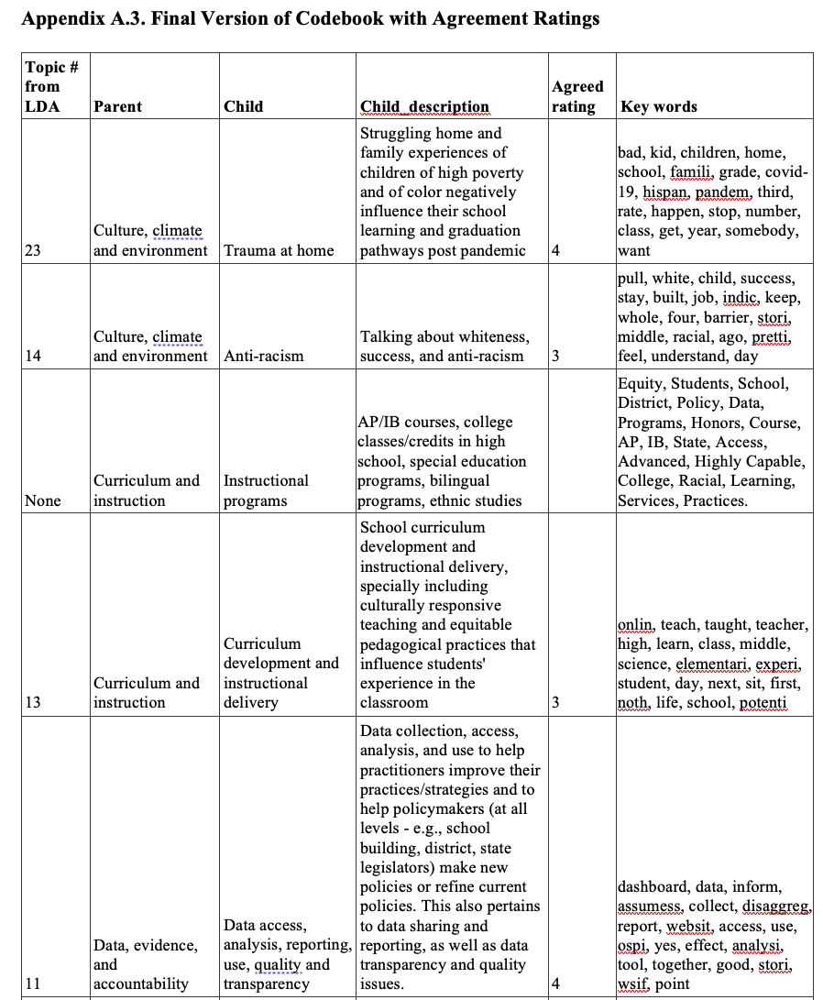 Appendix A.3. Final Version of Codebook with Agreement Ratings
Topic #
from
LDA
Parent
Child
Child_description
Agreed
rating
Key words
23
Culture, climate
and environment
Trauma at home
Struggling home and
family experiences of
children of high poverty
and of color negatively
influence their school
learning and graduation
pathways post pandemic
4
bad, kid, children, home,
school, famili, grade, covid-
19, hispan, pandem, third,
rate, happen, stop, number,
class, get, year, somebody,
want
14
Culture, climate
and environment
Anti-racism
Talking about whiteness,
success, and anti-racism
3
pull, white, child, success,
stay, built, job, indic, keep,
whole, four, barrier, stori,
middle, racial, ago, pretti,
feel, understand, day
None
Curriculum and
instruction
Instructional
programs
AP/IB courses, college
classes/credits in high
school, special education
programs, bilingual
programs, ethnic studies
Equity, Students, School,
District, Policy, Data,
Programs, Honors, Course,
AP, IB, State, Access,
Advanced, Highly Capable,
College, Racial, Learning,
Services, Practices.
13
Curriculum and
instruction
Curriculum
development and
instructional
delivery
School curriculum
development and
instructional delivery,
specially including
culturally responsive
teaching and equitable
pedagogical practices that
influence students'
experience in the
classroom
3
onlin, teach, taught, teacher,
high, learn, class, middle,
science, elementari, experi,
student, day, next, sit, first,
noth, life, school, potenti
11
Data, evidence,
and
accountability
Data access,
analysis, reporting,
use, quality and
transparency
Data collection, access,
analysis, and use to help
practitioners improve their
practices/strategies and to
help policymakers (at all
levels - e.g., school
building, district, state
legislators) make new
policies or refine current
policies. This also pertains
to data sharing and
reporting, as well as data
transparency and quality
issues.
4
dashboard, data, inform,
assumess, collect, disaggreg,
report, websit, access, use,
ospi, yes, effect, analysi,
tool, together, good, stori,
wsif, point